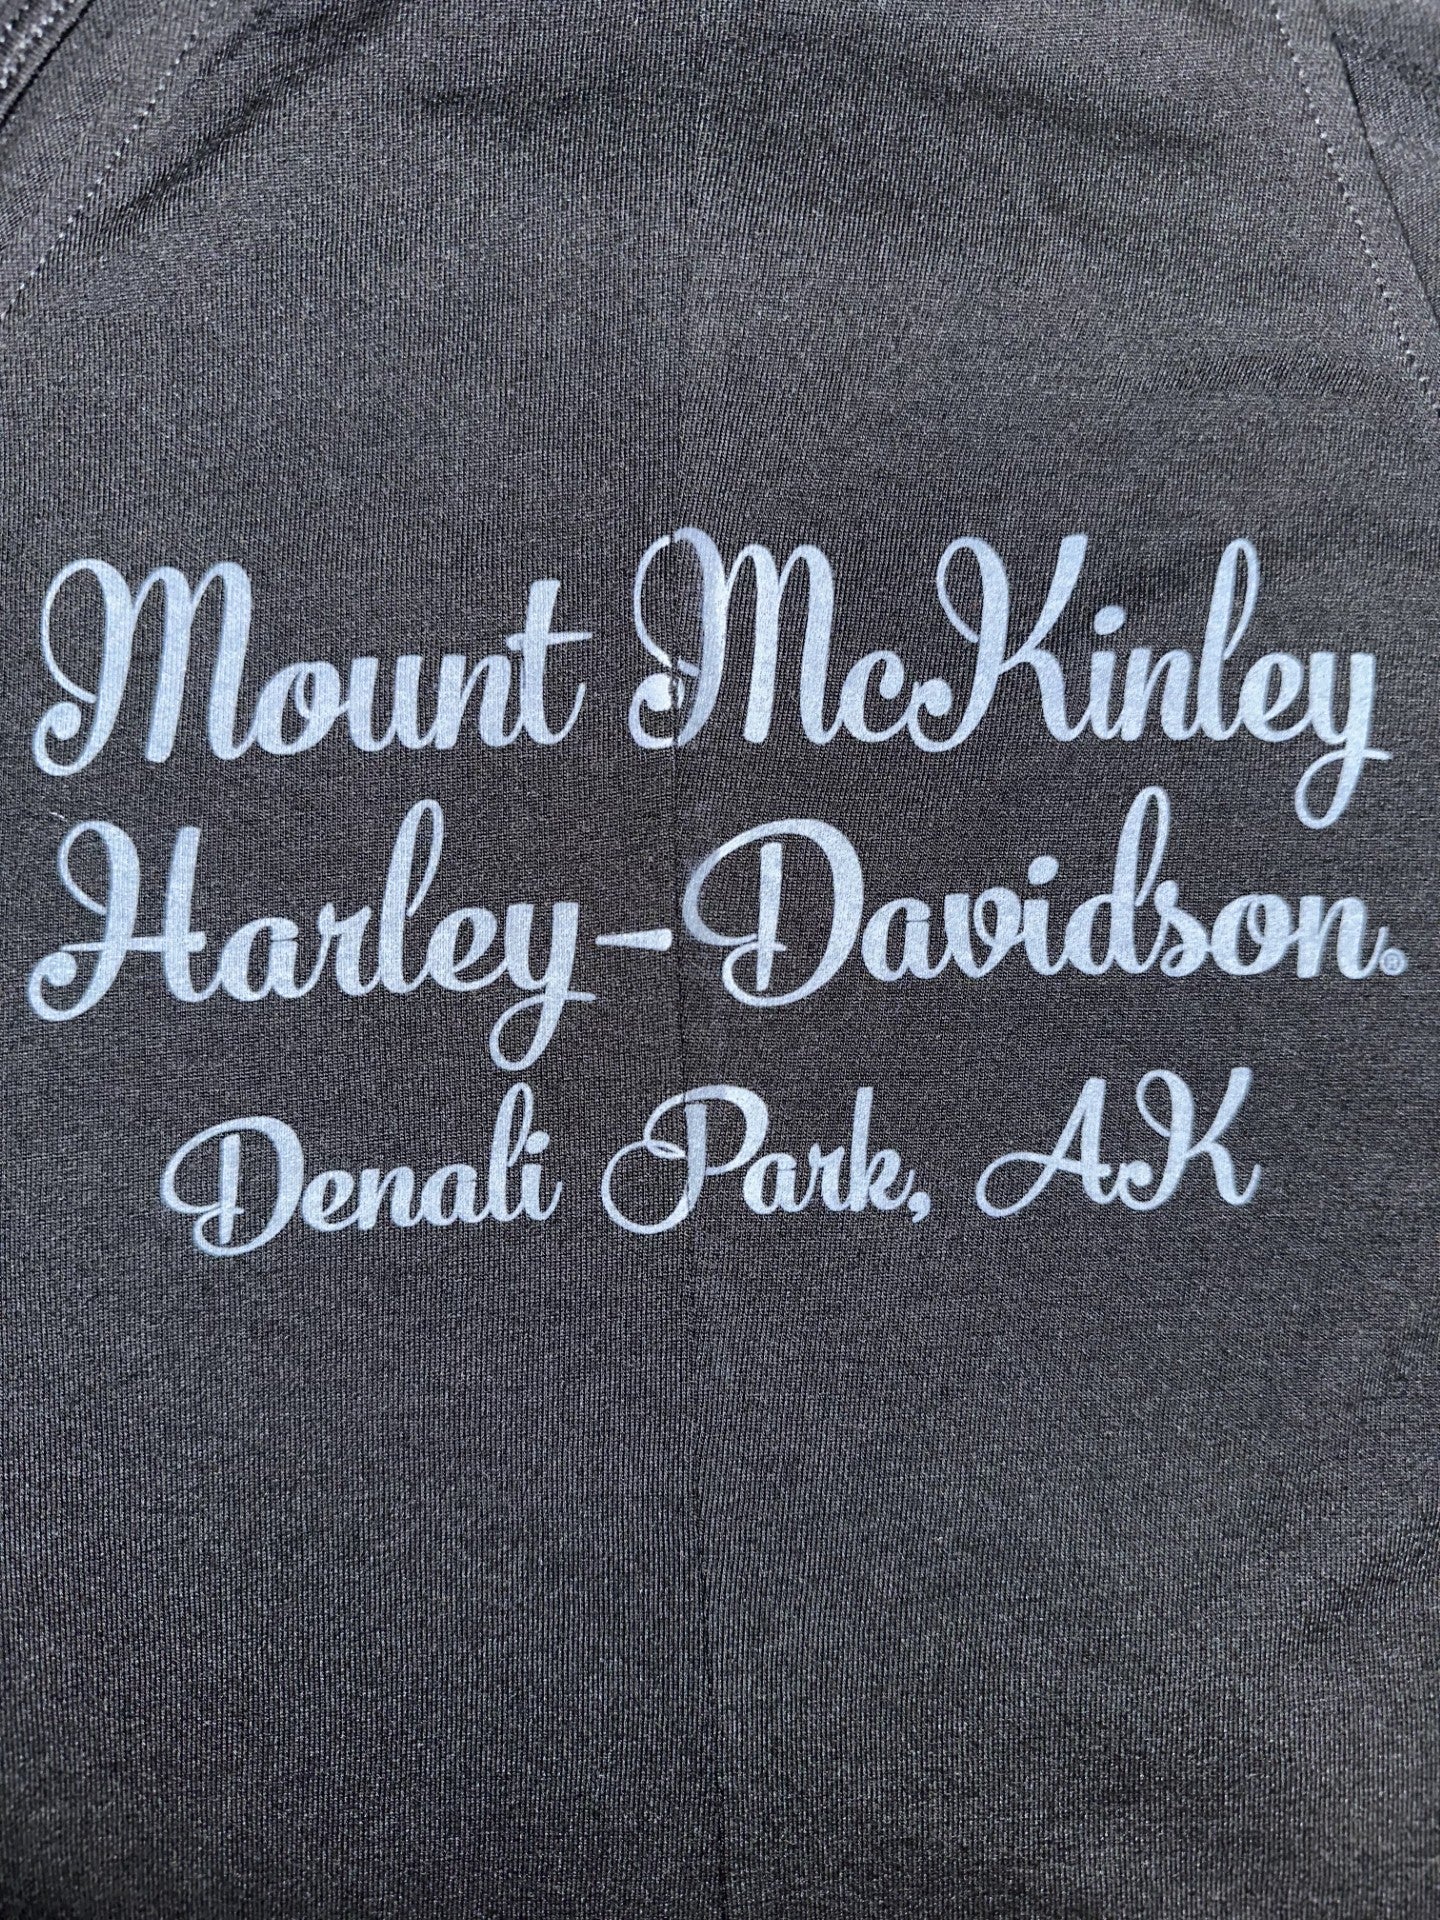 Mount McKinley
Harley-Davidson®
Denali Park, AK